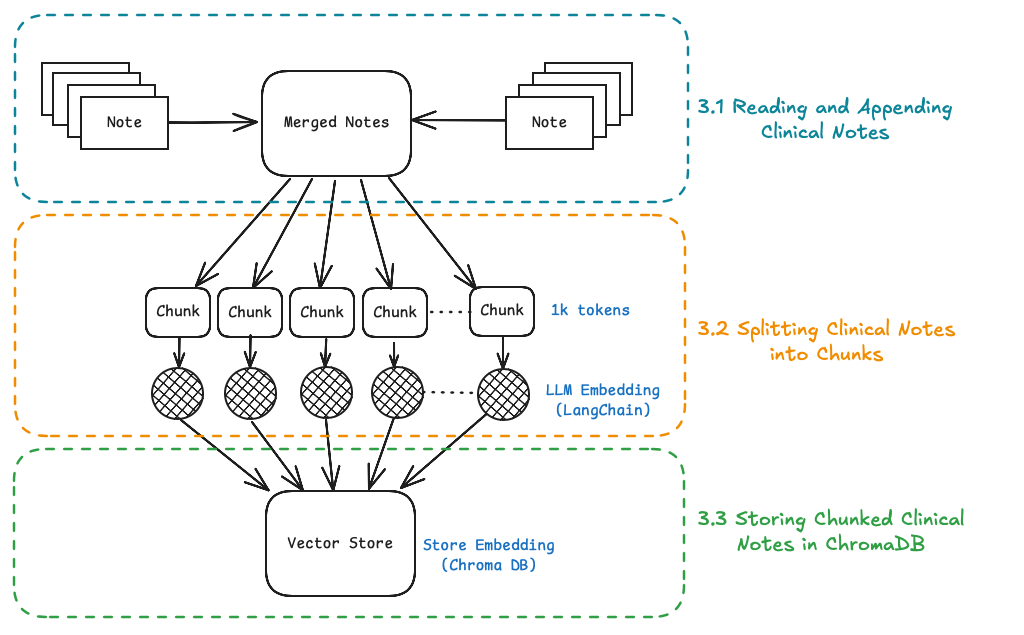 Note
Merged Notes
Note
3.1 Reading and Appending
Clinical Notes
Chunk
Chunk
Chunk
Chunk
Chunk
1k tokens
3.2 Splitting Clinical Notes
into Chunks
LLM Embedding
(LangChain)
Vector Store
Store Embedding
(Chroma DB)
3.3 Storing Chunked Clinical
Notes in ChromaDB